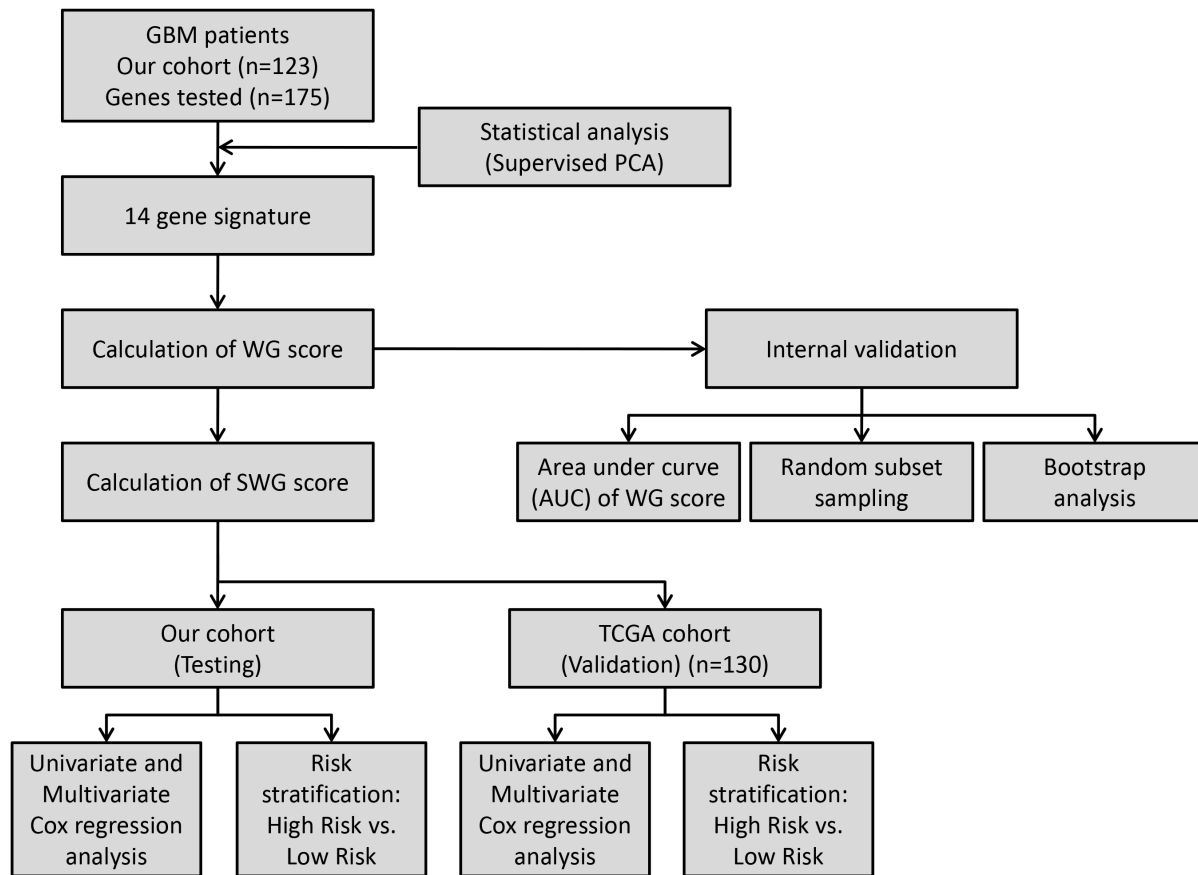 GBM patients
Our cohort (n=123)
Genes tested (n=175)
Statistical analysis
(Supervised PCA)
14 gene signature
Calculation of WG score
Internal validation
Calculation of SWG score
Area under curve
(AUC) of WG score
Random subset
sampling
Bootstrap
analysis
Our cohort
(Testing)
TCGA cohort
(Validation) (n=130)
Univariate and
Multivariate
Cox regression
analysis
Risk
stratification:
High Risk vs.
Low Risk
Univariate and
Multivariate
Cox regression
analysis
Risk
stratification:
High Risk vs.
Low Risk